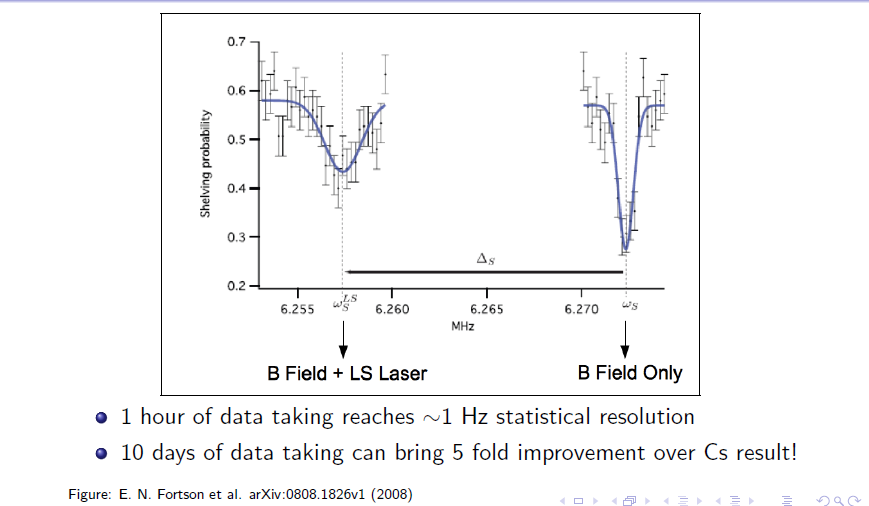 0.7
0.6
0.5
0.4
0.3
0.2
Shelving probability
Δ_S
6.255
ω_S^{LS}
6.260
6.265
6.270
ω_S
MHz
B Field + LS Laser
B Field Only
1 hour of data taking reaches ∼1 Hz statistical resolution
10 days of data taking can bring 5 fold improvement over Cs result!
Figure: E. N. Fortson et al. arXiv:0808.1826v1 (2008)